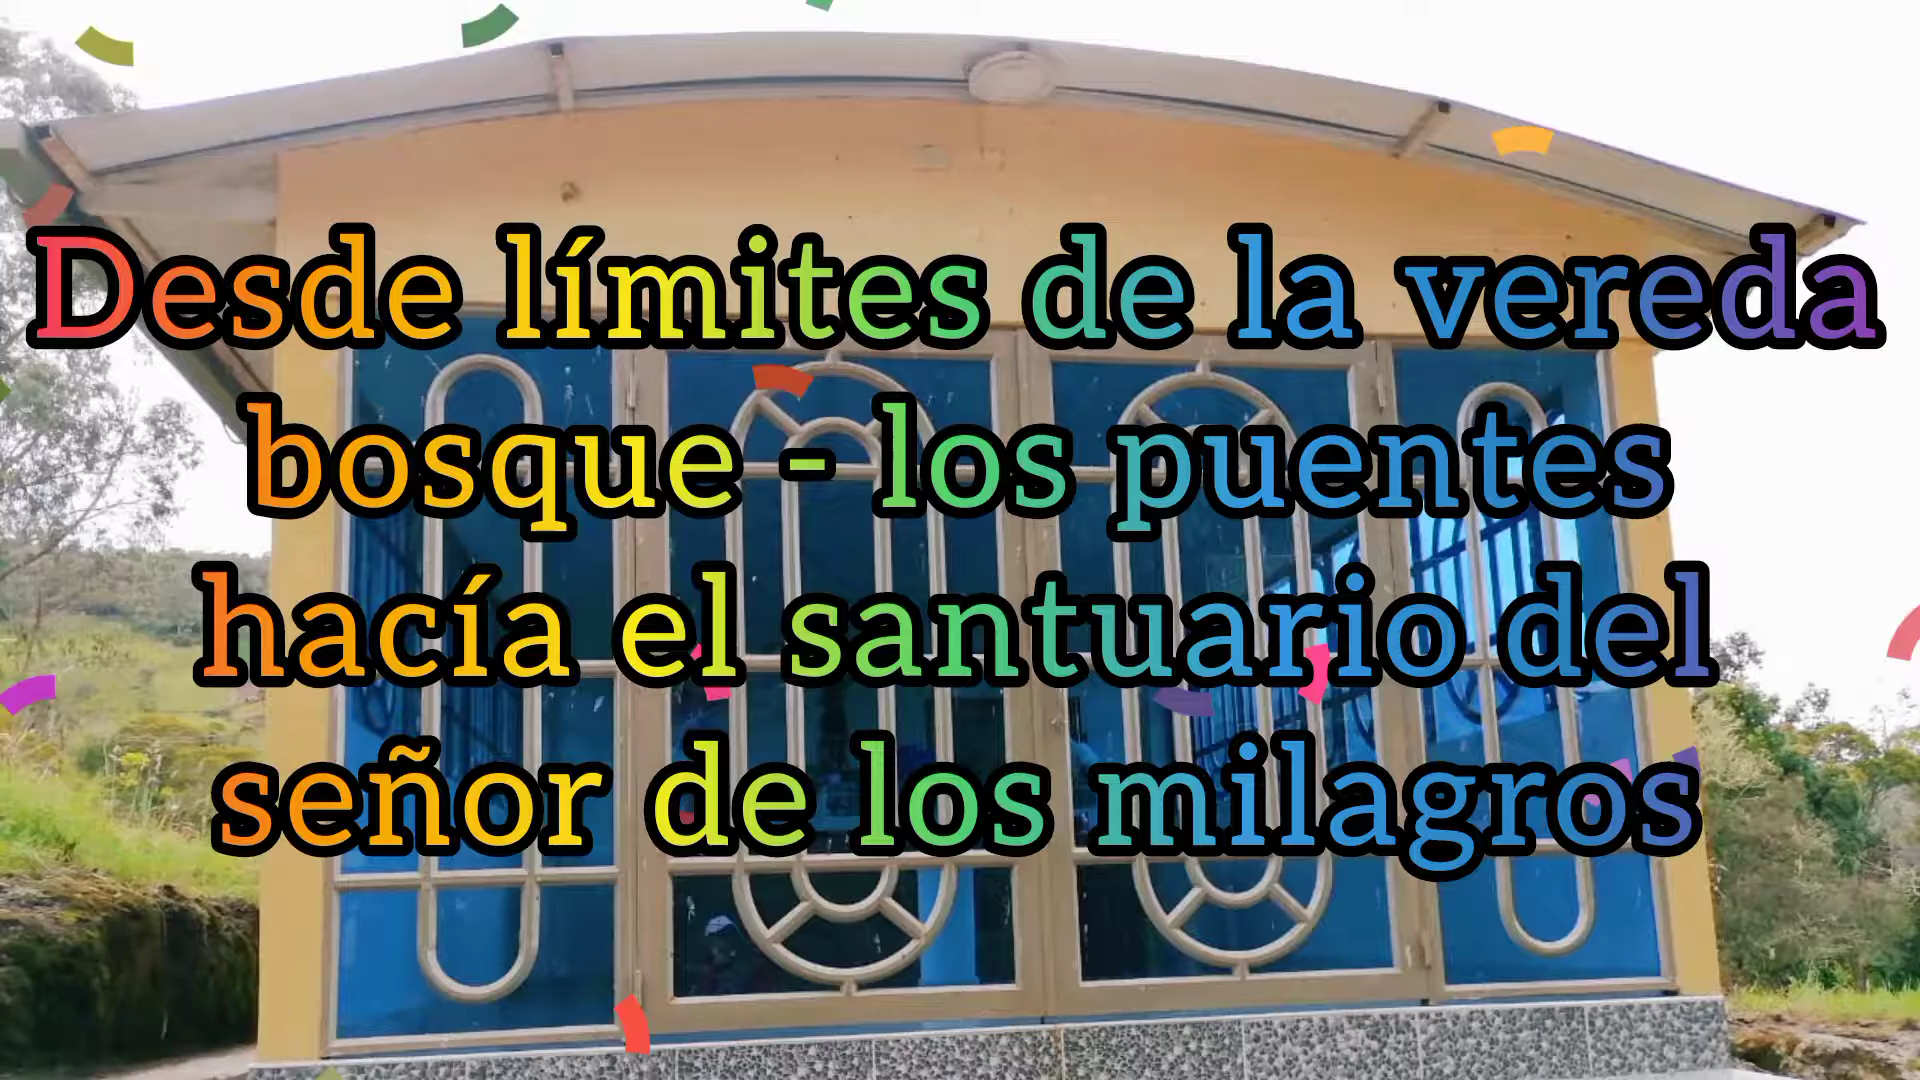 Desde límites de la vereda
bosque - los puentes
hacía el santuario del
señor de los milagros